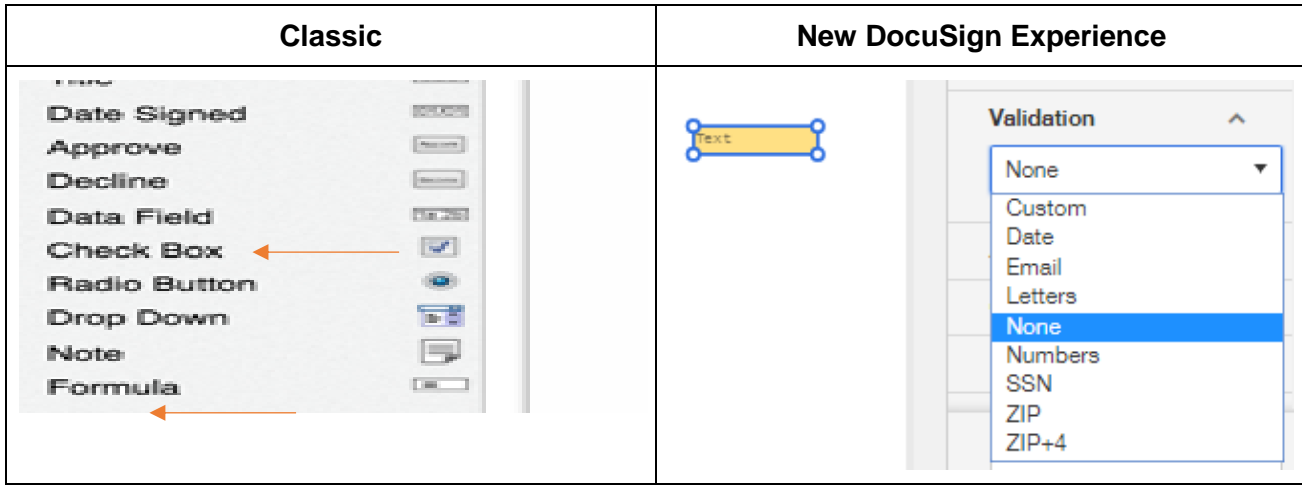 Classic
New DocuSign Experience
Date Signed
Approve
Decline
Data Field
Check Box
Radio Button
Drop Down
Note
Formula
Text
Validation
None
Custom
Date
Email
Letters
None
Numbers
SSN
ZIP
ZIP+4